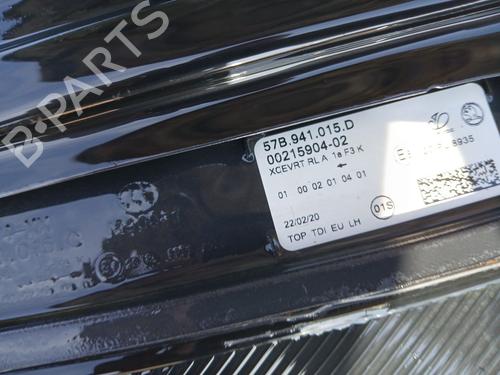 B-PARTS
57B.941.015.D
00215904-02
XCEVRT RL A 1a F3 K
8935
01 00 02 01 04 01
22/02/20
01S
TOP TDI EU LH